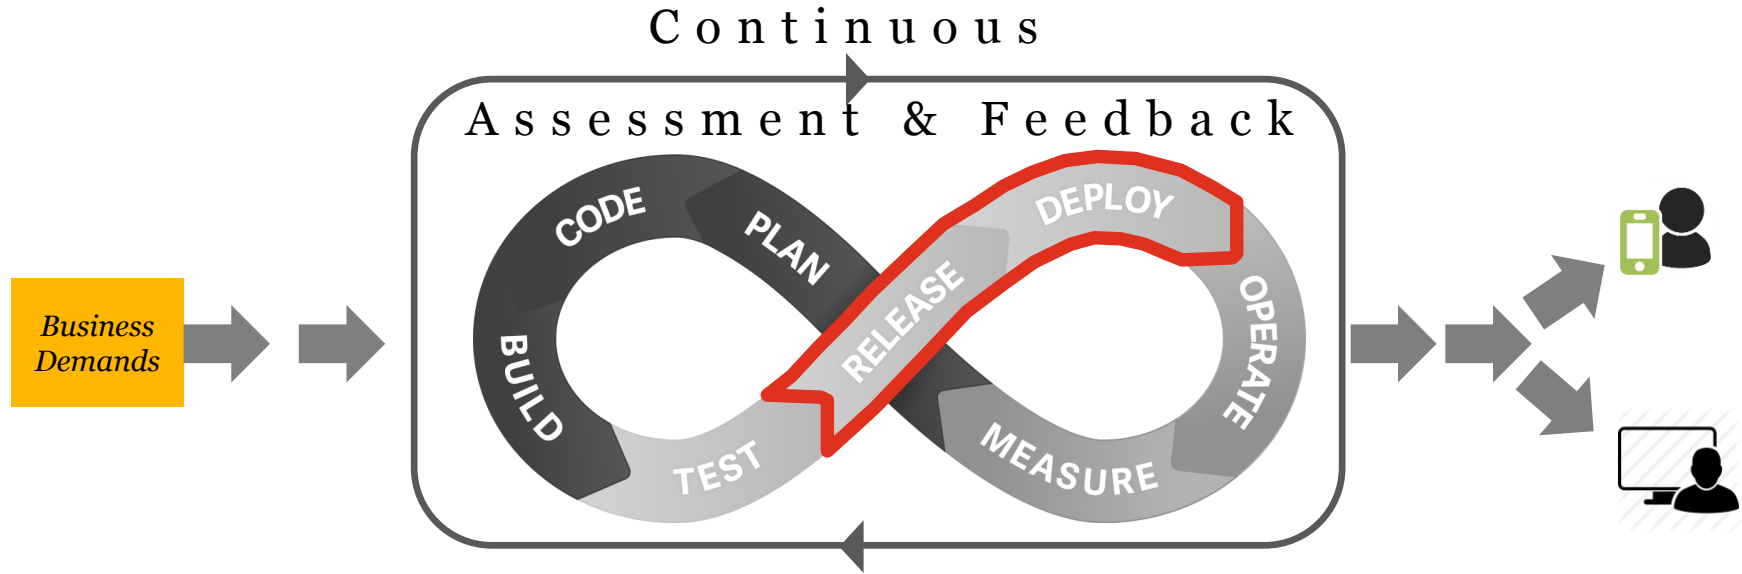 Continuous
Assessment & Feedback
CODE
PLAN
DEPLOY
RELEASE
OPERATE
Business
Demands
BUILD
TEST
MEASURE